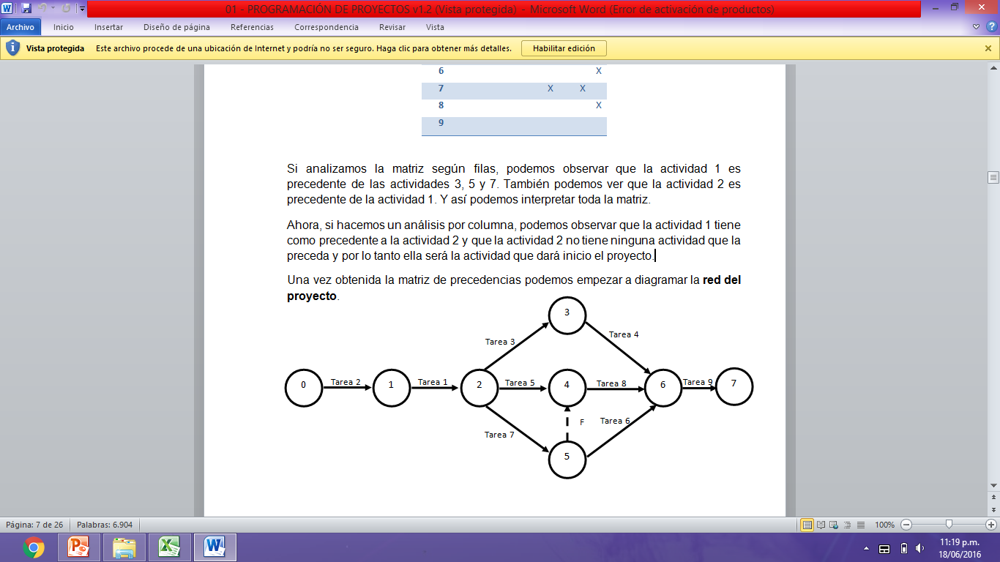 01 - PROGRAMACIÓN DE PROYECTOS v1.2 (Vista protegida) - Microsoft Word (Error de activación de productos)
Archivo Inicio Insertar Diseño de página Referencias Correspondencia Revisar Vista
Vista protegida Este archivo procede de una ubicación de Internet y podría no ser seguro. Haga clic para obtener más detalles. Habilitar edición
6 X
7 X X
8 X
9
Si analizamos la matriz según filas, podemos observar que la actividad 1 es
precedente de las actividades 3, 5 y 7. También podemos ver que la actividad 2 es
precedente de la actividad 1. Y así podemos interpretar toda la matriz.
Ahora, si hacemos un análisis por columna, podemos observar que la actividad 1 tiene
como precedente a la actividad 2 y que la actividad 2 no tiene ninguna actividad que la
preceda y por lo tanto ella será la actividad que dará inicio el proyecto.
Una vez obtenida la matriz de precedencias podemos empezar a diagramar la red del
proyecto.
3
Tarea 3 Tarea 4
0 Tarea 2 1 Tarea 1 2 Tarea 5 4 Tarea 8 6 Tarea 9 7
F Tarea 6
Tarea 7
5
Página: 7 de 26 Palabras: 6.904 100%
11:19 p.m.
18/06/2016